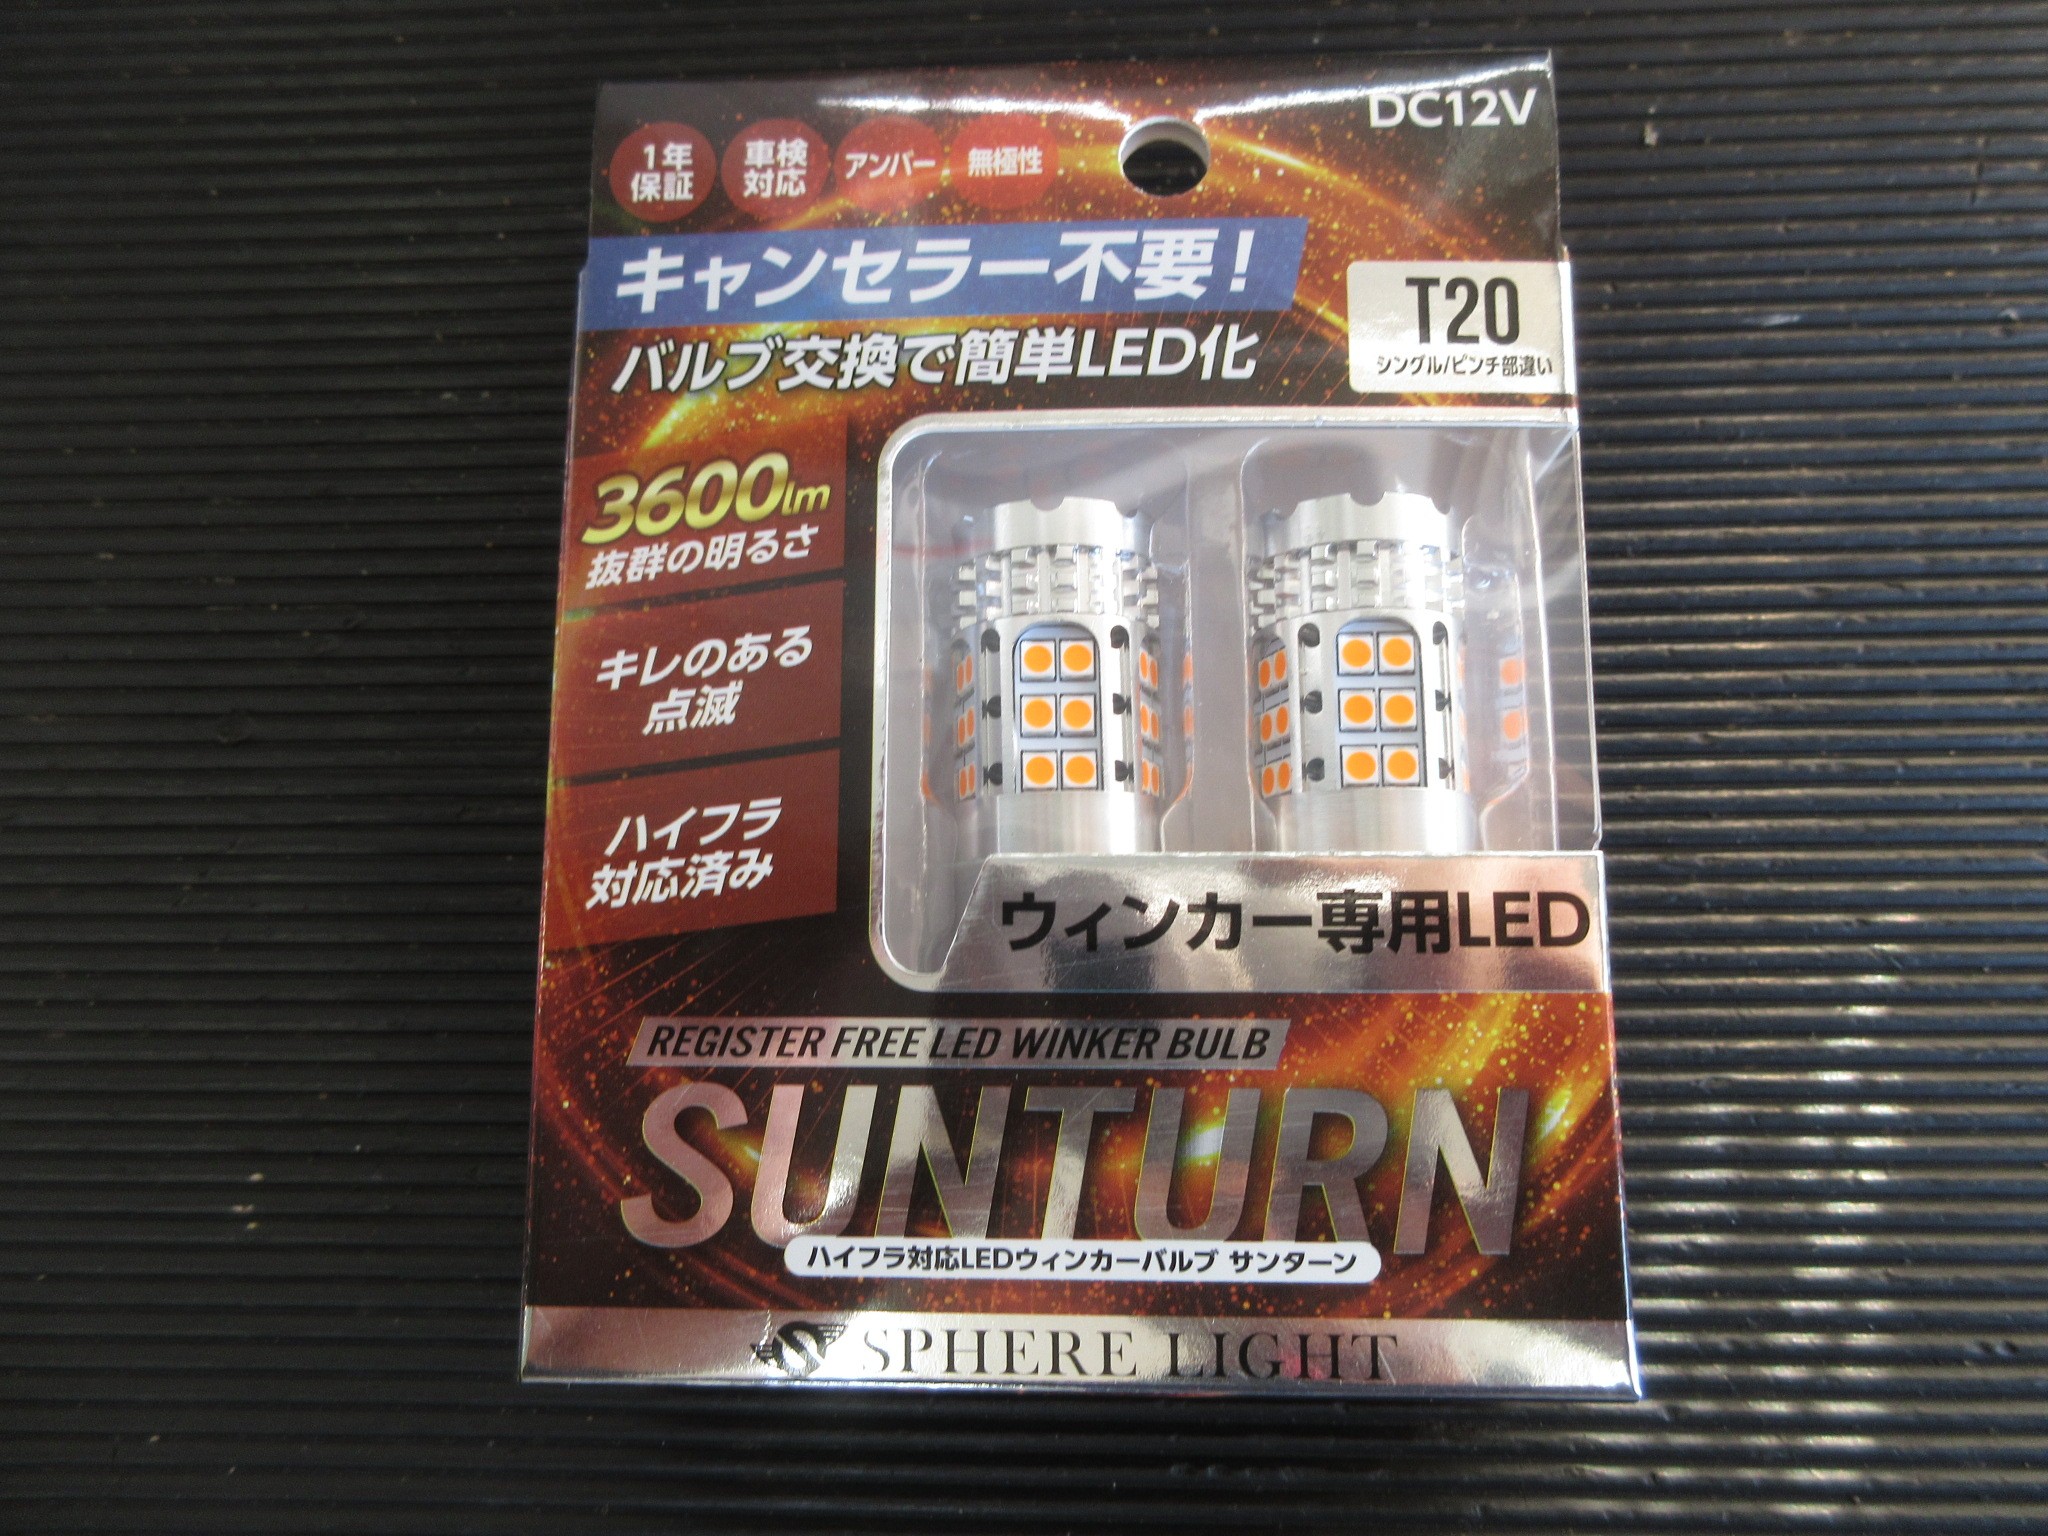 DC12V
1年
保証
車検
対応
アンバー
無極性
キャンセラー不要!
バルブ交換で簡単LED化
T20
シングル/ピンチ部違い
3600lm
抜群の明るさ
キレのある
点滅
ハイフラ
対応済み
ウィンカー専用LED
REGISTER FREE LED WINKER BULB
SUNTURN
ハイフラ対応LEDウィンカーバルブ サンターン
SPHERE LIGHT